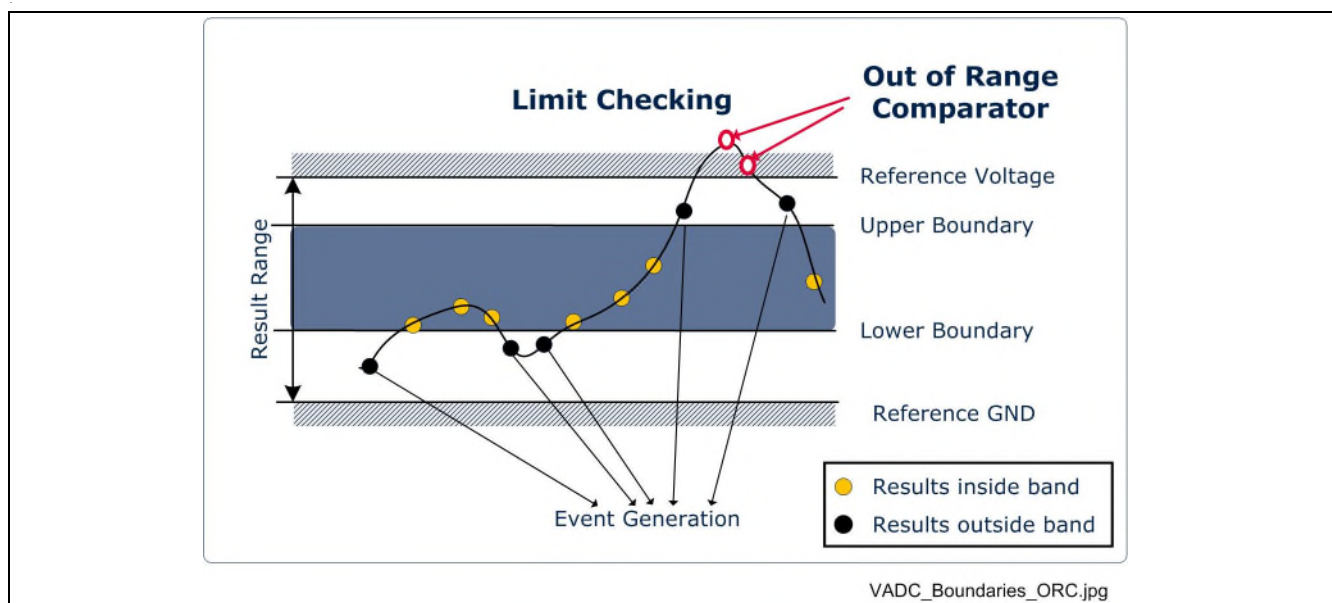 Limit Checking
Out of Range
Comparator
Reference Voltage
Upper Boundary
Result Range
Lower Boundary
Reference GND
Event Generation
Results inside band
Results outside band
VADC_Boundaries_ORC.jpg